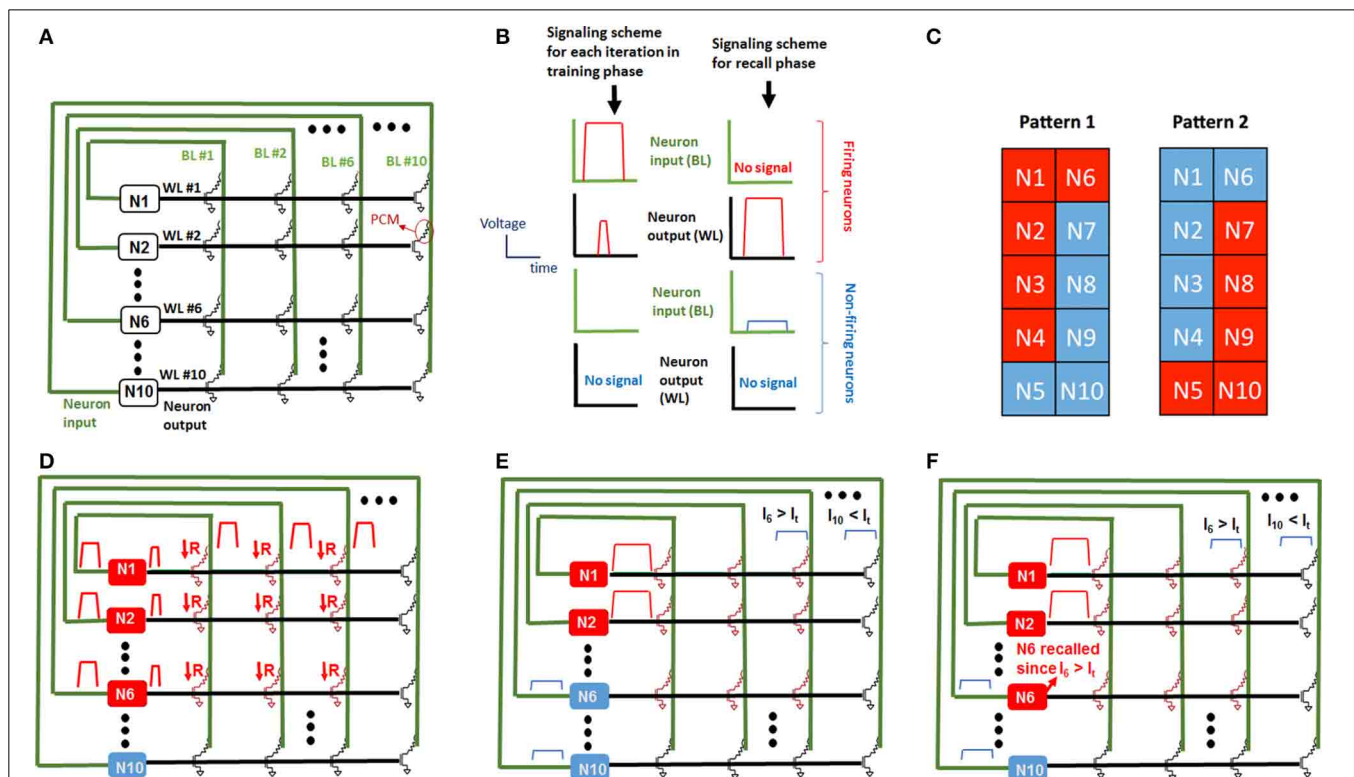 A
BL #1
BL #2
BL #6
BL #10
N1
WL #1
PCM
N2
WL #2
N6
WL #6
N10
WL #10
Neuron
input
Neuron
output
B
Signaling scheme
for each iteration in
training phase
Signaling scheme
for recall phase
Voltage
time
Neuron
input (BL)
No signal
Neuron
output (WL)
Firing neurons
Neuron
input (BL)
No signal
Neuron
output
(WL)
No signal
Non-firing neurons
C
Pattern 1
Pattern 2
N1 N6
N2 N7
N3 N8
N4 N9
N5 N10
N1 N6
N2 N7
N3 N8
N4 N9
N5 N10
D
N1
↓R ↓R ↓R
N2
↓R ↓R ↓R
N6
↓R ↓R ↓R
N10
E
I6 > It
I10 < It
N1
N2
N6
N10
F
I6 > It
I10 < It
N1
N2
N6 recalled
since I6 > It
N6
N10